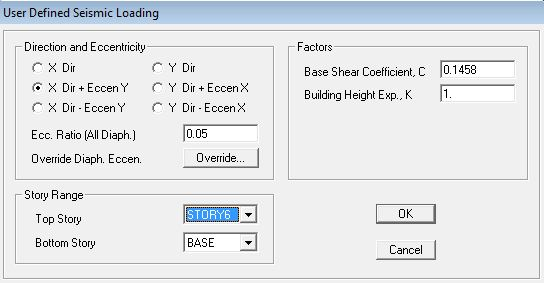 User Defined Seismic Loading
Direction and Eccentricity
X Dir
Y Dir
X Dir + Eccen Y
Y Dir + Eccen X
X Dir - Eccen Y
Y Dir - Eccen X
Ecc. Ratio (All Diaph.)
0.05
Override Diaph. Eccen.
Override...
Factors
Base Shear Coefficient, C
0.1458
Building Height Exp., K
1.
Story Range
Top Story
STORY6
Bottom Story
BASE
OK
Cancel